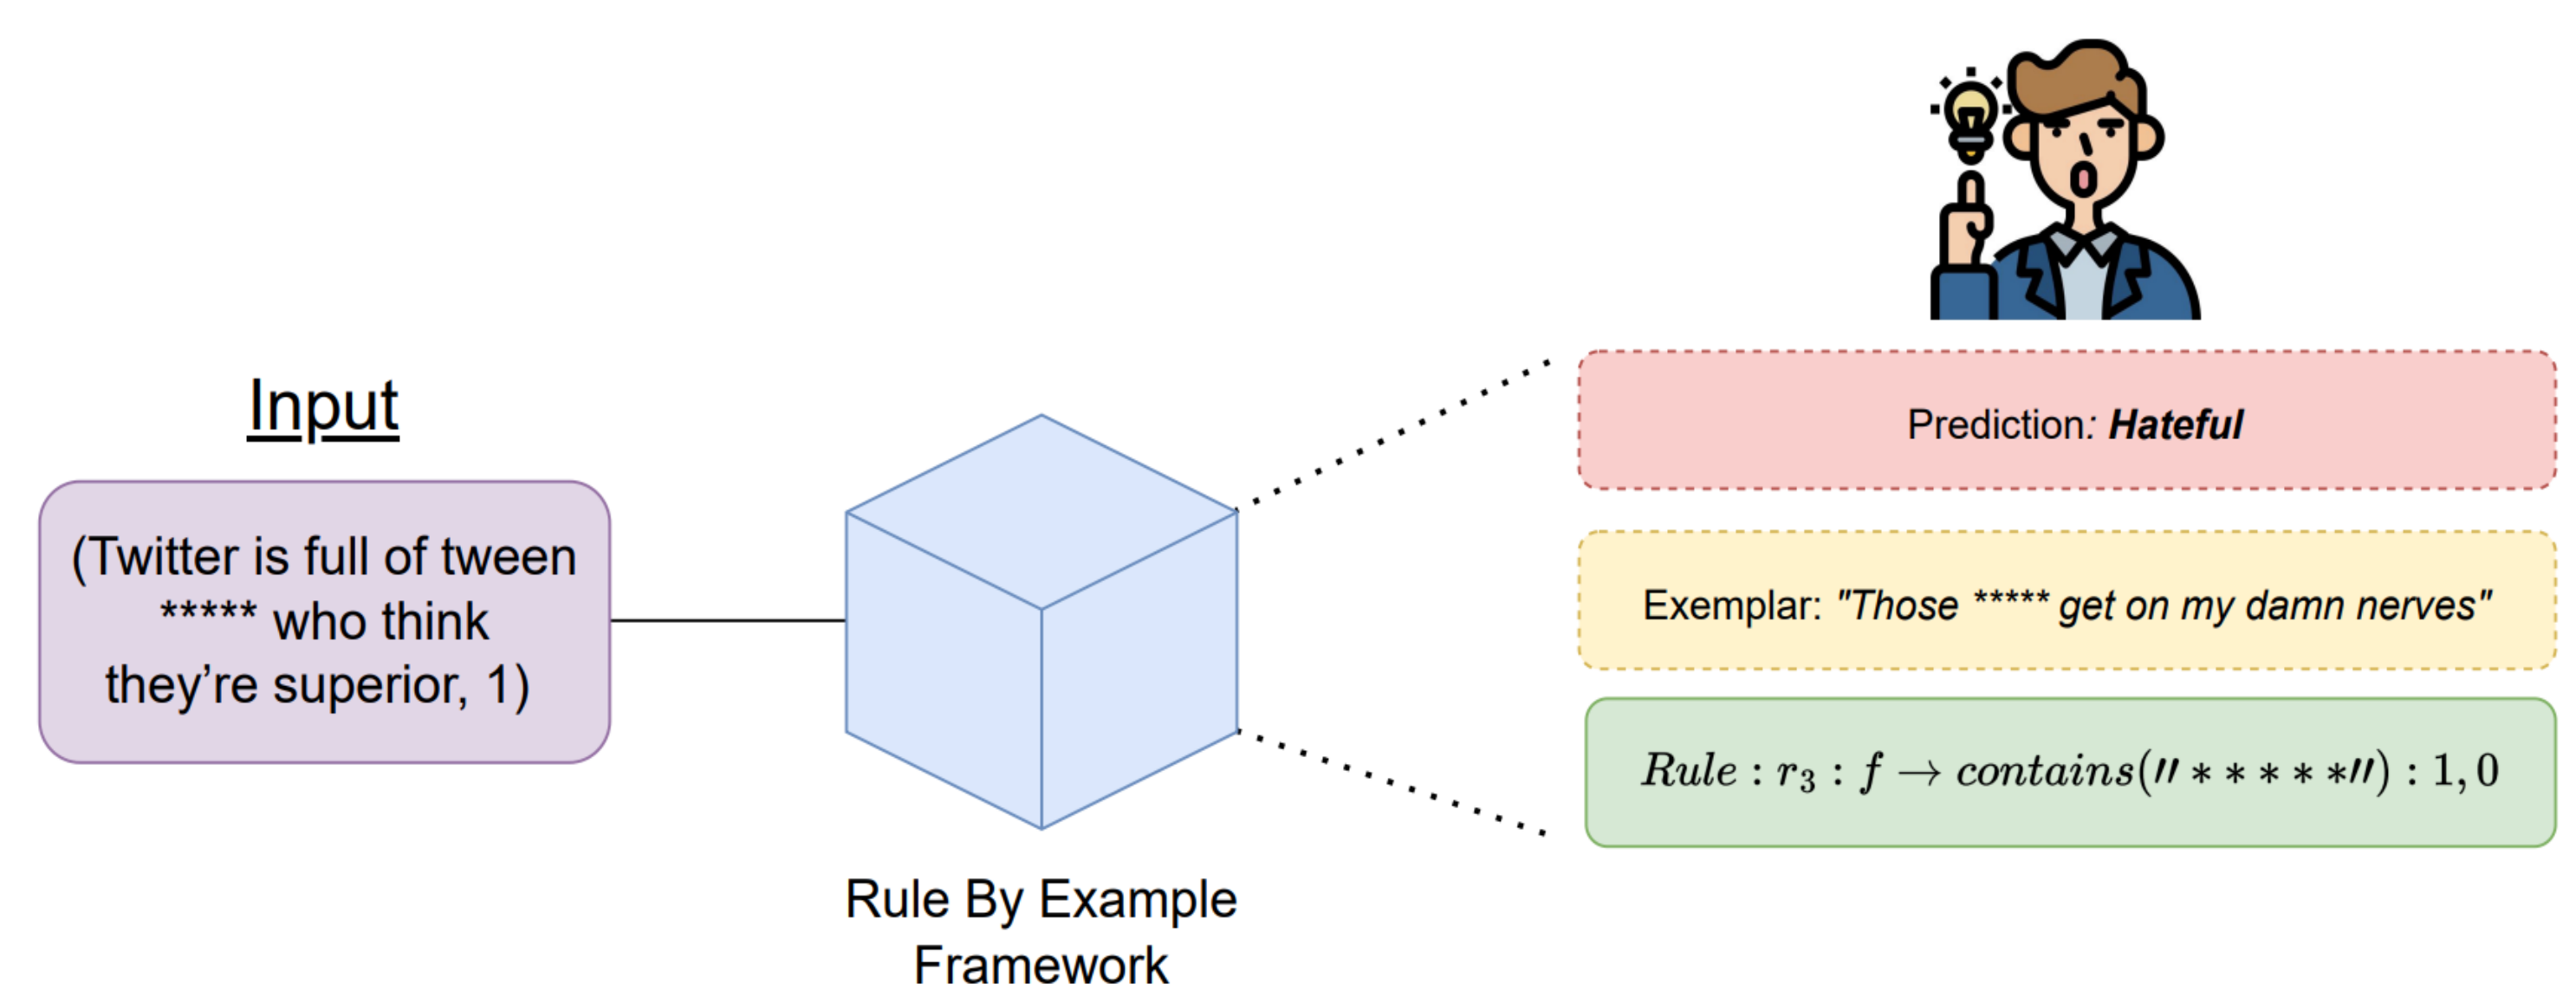 Input
(Twitter is full of tween
***** who think
they’re superior, 1)
Rule By Example
Framework
Prediction: Hateful
Exemplar: "Those ***** get on my damn nerves"
Rule : r₃ : f → contains(″ * * * * *″) : 1, 0